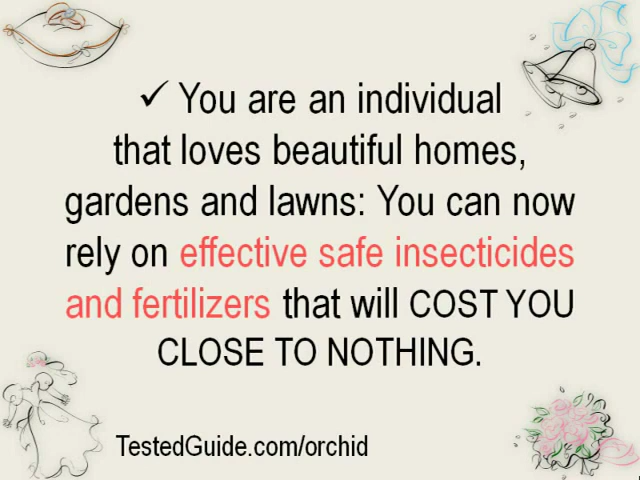 ✓ You are an individual
that loves beautiful homes,
gardens and lawns: You can now
rely on effective safe insecticides
and fertilizers that will COST YOU
CLOSE TO NOTHING.
TestedGuide.com/orchid